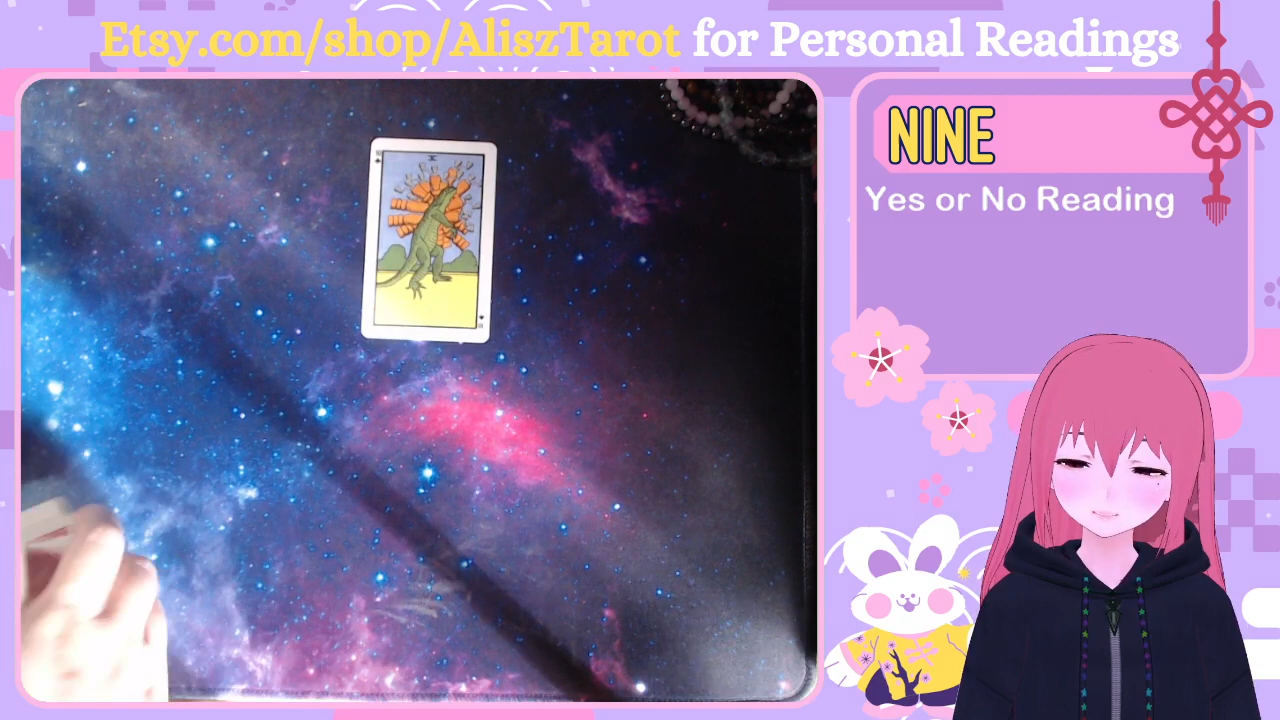 Etsy.com/shop/AliszTarot for Personal Readings
NINE
Yes or No Reading
X